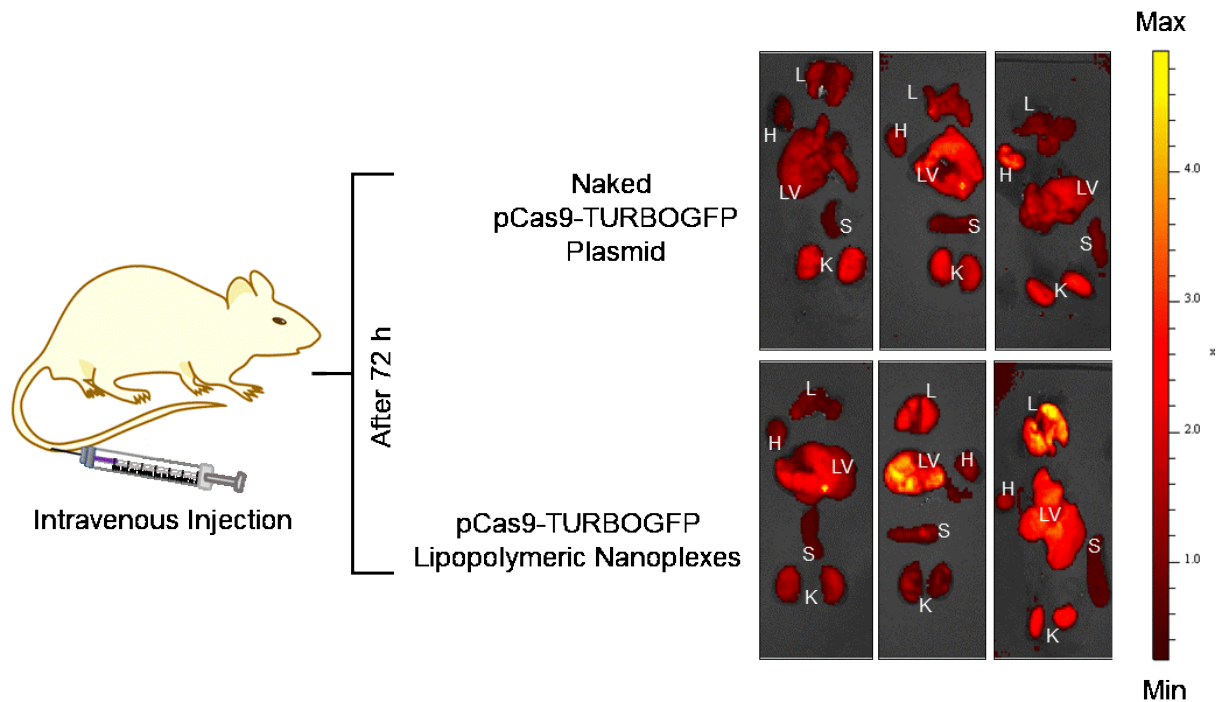 Max
L
L
L
H
H
H
LV
LV
LV
S
S
S
K
K
K
Naked
pCas9-TURBOGFP
Plasmid
After 72 h
Intravenous Injection
pCas9-TURBOGFP
Lipopolymeric Nanoplexes
L
L
L
H
H
H
LV
LV
LV
S
S
S
K
K
K
4.0
3.0
2.0
1.0
Min